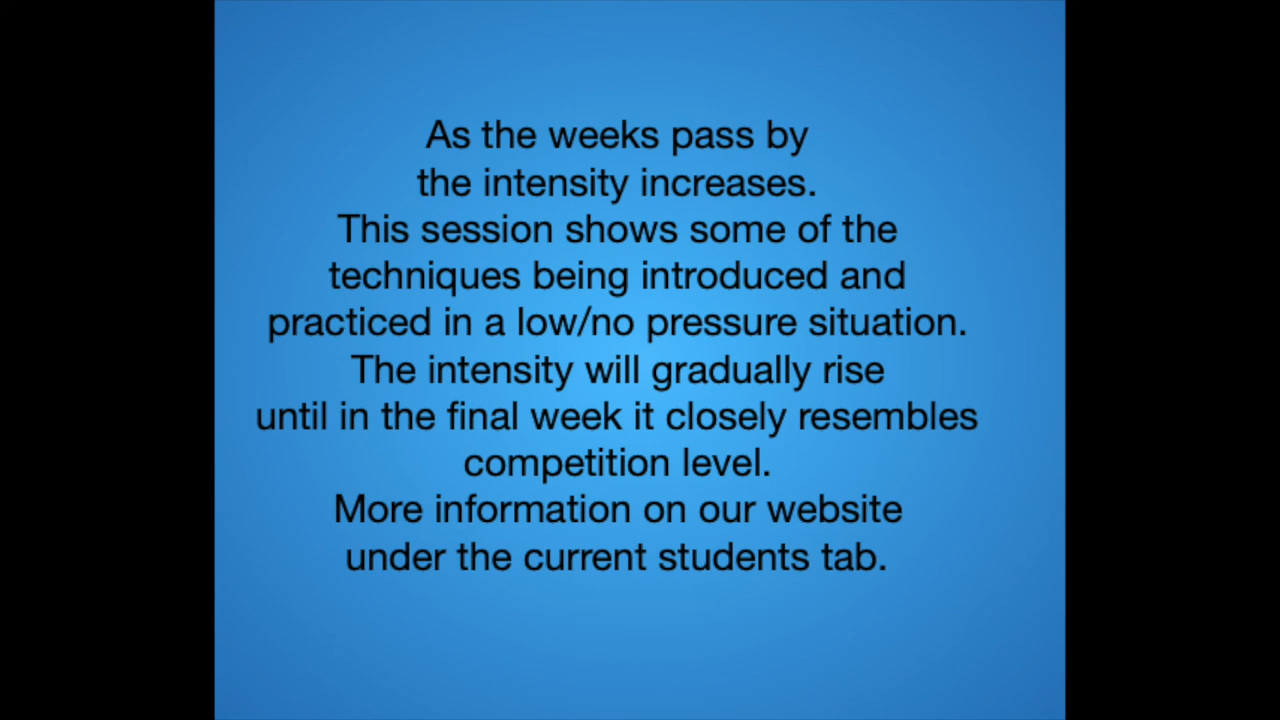 As the weeks pass by
the intensity increases.
This session shows some of the
techniques being introduced and
practiced in a low/no pressure situation.
The intensity will gradually rise
until in the final week it closely resembles
competition level.
More information on our website
under the current students tab.